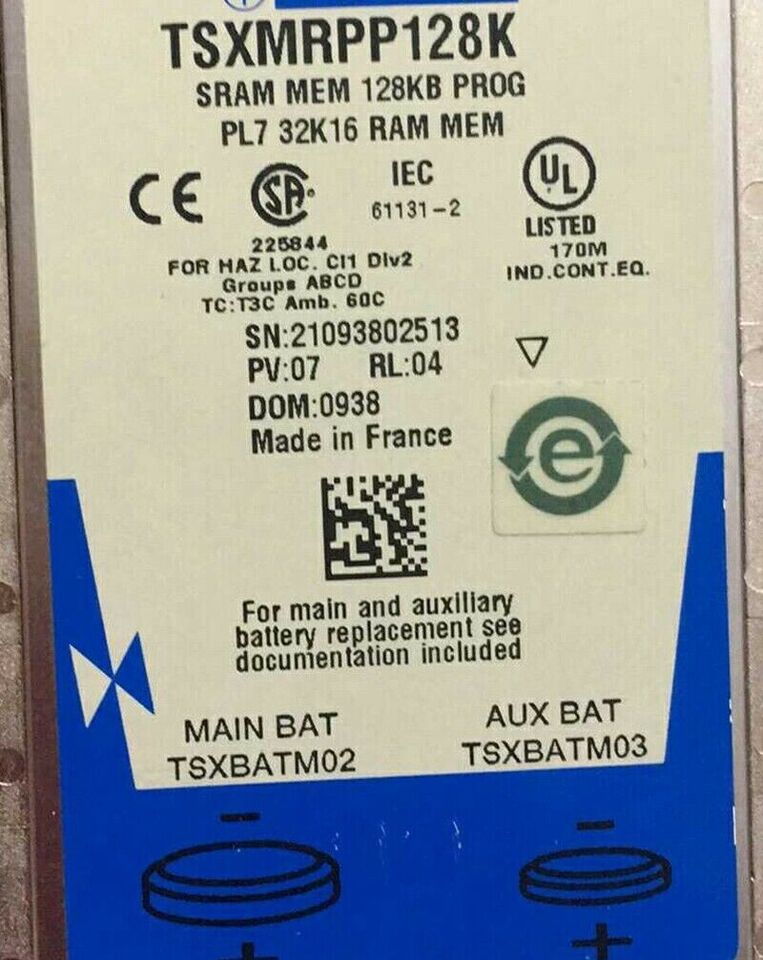 TSXMRPP128K
SRAM MEM 128KB PROG
PL7 32K16 RAM MEM
CE
SA
IEC
61131-2
UL
LISTED
170M
IND.CONT.EQ.
225844
FOR HAZ LOC. Cl1 Div2
Groups ABCD
TC:T3C Amb. 60C
SN:21093802513
PV:07 RL:04
DOM:0938
Made in France
e
For main and auxiliary
battery replacement see
documentation included
MAIN BAT
TSXBATM02
AUX BAT
TSXBATM03
- -
+ +